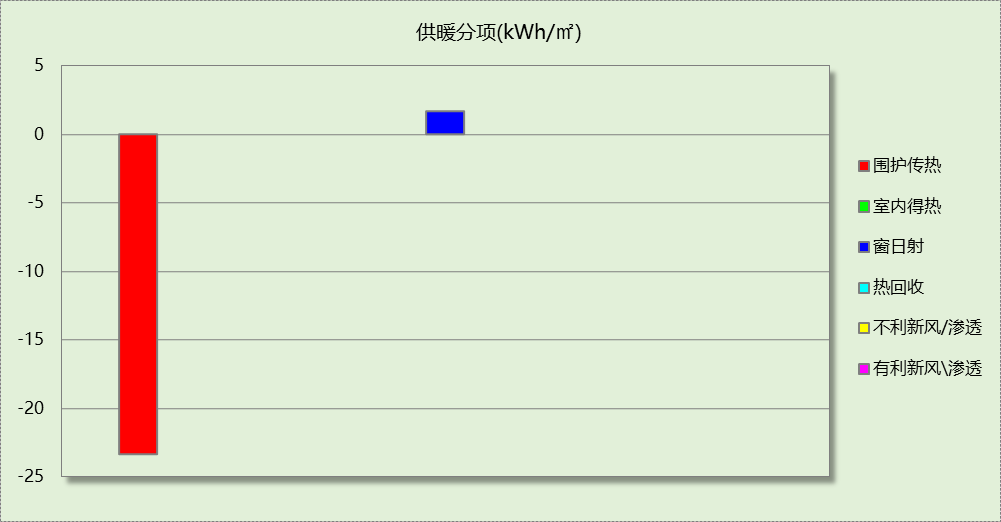 供暖分项(kWh/㎡)
5
0
-5
-10
-15
-20
-25
围护传热
室内得热
窗日射
热回收
不利新风/渗透
有利新风\渗透